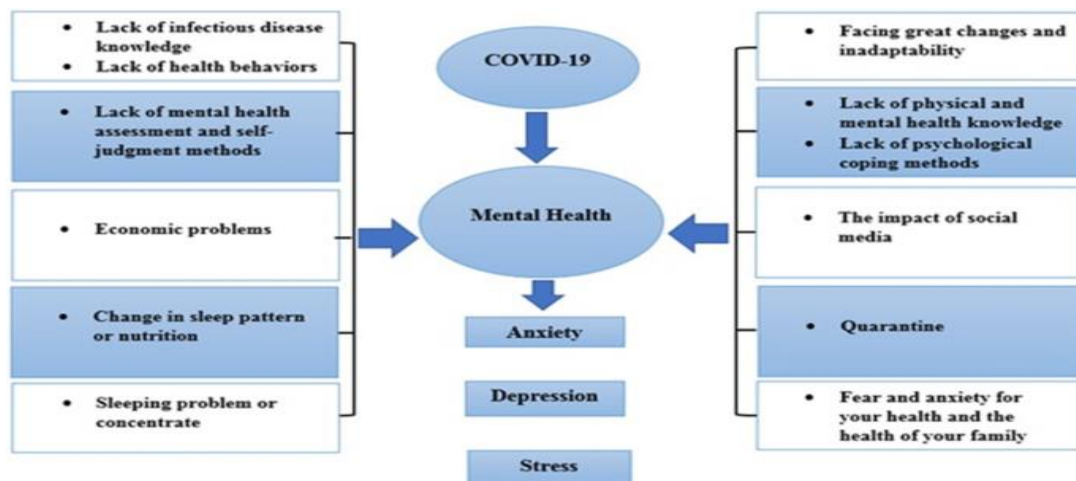 • Lack of infectious disease
knowledge
• Lack of health behaviors
• Lack of mental health
assessment and self-
judgment methods
• Economic problems
• Change in sleep pattern
or nutrition
• Sleeping problem or
concentrate
COVID-19
Mental Health
Anxiety
Depression
Stress
• Facing great changes and
inadaptability
• Lack of physical and
mental health knowledge
• Lack of psychological
coping methods
• The impact of social
media
• Quarantine
• Fear and anxiety for
your health and the
health of your family